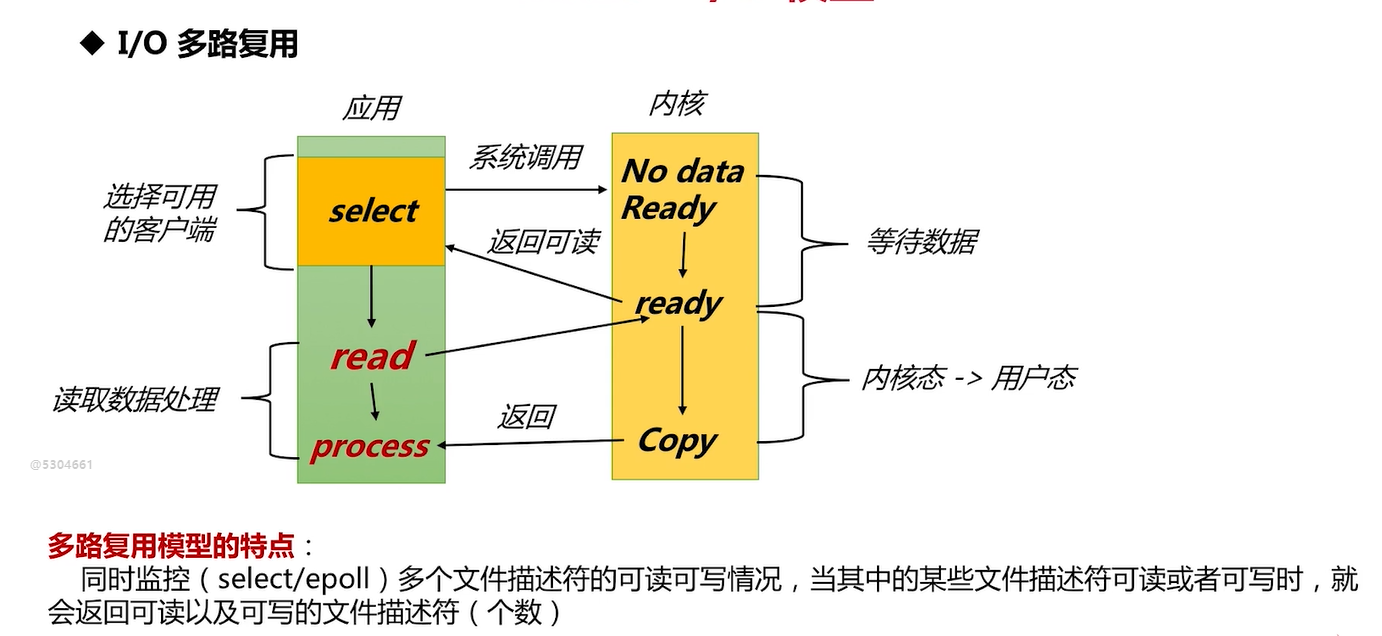 ◆ I/O 多路复用
应用
内核
系统调用
No data
Ready
选择可用
的客户端
select
返回可读
等待数据
ready
read
内核态 -> 用户态
读取数据处理
返回
process
Copy
@5304661
多路复用模型的特点：
同时监控（select/epoll）多个文件描述符的可读可写情况，当其中的某些文件描述符可读或者可写时，就
会返回可读以及可写的文件描述符（个数）